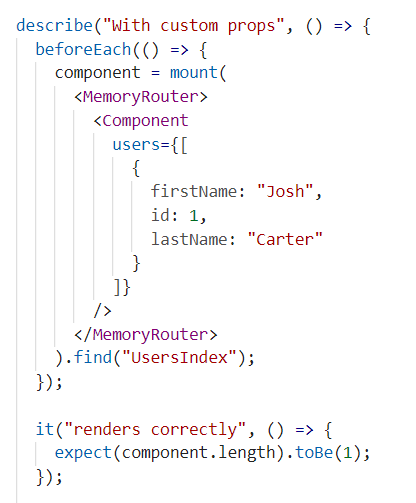 describe("With custom props", () => {
  beforeEach(() => {
    component = mount(
      <MemoryRouter>
        <Component
          users={[
            {
              firstName: "Josh",
              id: 1,
              lastName: "Carter"
            }
          ]}
        />
      </MemoryRouter>
    ).find("UsersIndex");
  });

  it("renders correctly", () => {
    expect(component.length).toBe(1);
  });